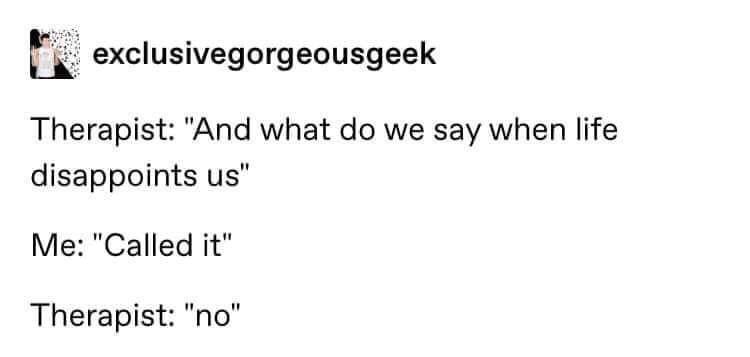 exclusivegorgeousgeek
Therapist: "And what do we say when life
disappoints us"
Me: "Called it"
Therapist: "no"